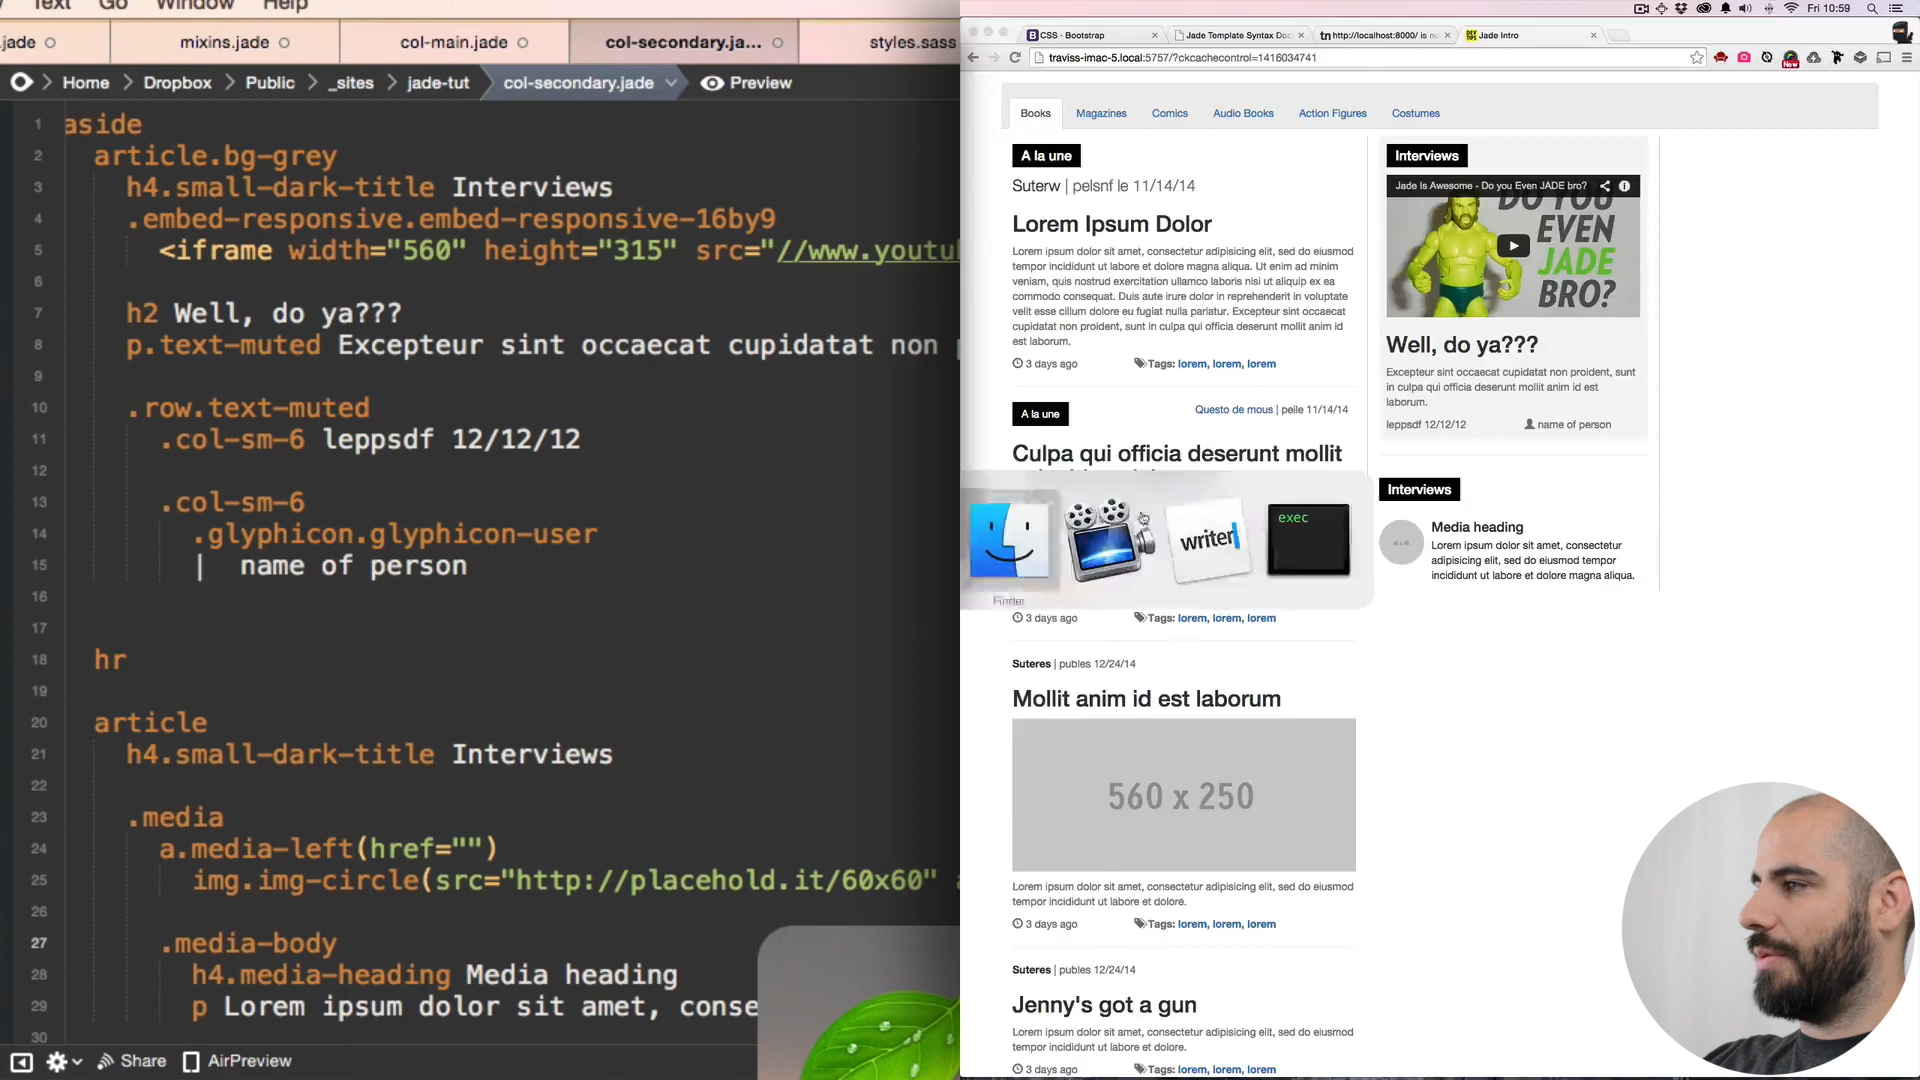 Text Go Window Help
jade
mixins.jade
col-main.jade
col-secondary.ja...
styles.sass
Home
Dropbox
Public
_sites
jade-tut
col-secondary.jade
Preview
1 aside
2 article.bg-grey
3 h4.small-dark-title Interviews
4 .embed-responsive.embed-responsive-16by9
5 <iframe width="560" height="315" src="//www.youtu
6
7 h2 Well, do ya???
8 p.text-muted Excepteur sint occaecat cupidatat non
9
10 .row.text-muted
11 .col-sm-6 leppsdf 12/12/12
12
13 .col-sm-6
14 .glyphicon.glyphicon-user
15 | name of person
16
17
18 hr
19
20 article
21 h4.small-dark-title Interviews
22
23 .media
24 a.media-left(href="")
25 img.img-circle(src="http://placehold.it/60x60"
26
27 .media-body
28 h4.media-heading Media heading
29 p Lorem ipsum dolor sit amet, conse
30
Share
AirPreview
Fri 10:59
CSS · Bootstrap
Jade Template Syntax Doc
http://localhost:8000/ is no
Jade Intro
traviss-imac-5.local:5757/?ckcachecontrol=1416034741
New
Books
Magazines
Comics
Audio Books
Action Figures
Costumes
A la une
Suterw | pelsnf le 11/14/14
Lorem Ipsum Dolor
Lorem ipsum dolor sit amet, consectetur adipisicing elit, sed do eiusmod
tempor incididunt ut labore et dolore magna aliqua. Ut enim ad minim
veniam, quis nostrud exercitation ullamco laboris nisi ut aliquip ex ea
commodo consequat. Duis aute irure dolor in reprehenderit in voluptate
velit esse cillum dolore eu fugiat nulla pariatur. Excepteur sint occaecat
cupidatat non proident, sunt in culpa qui officia deserunt mollit anim id
est laborum.
3 days ago
Tags: lorem, lorem, lorem
A la une
Questo de mous | pelle 11/14/14
Culpa qui officia deserunt mollit
writer
exec
Finder
3 days ago
Tags: lorem, lorem, lorem
Suteres | publes 12/24/14
Mollit anim id est laborum
560 x 250
Lorem ipsum dolor sit amet, consectetur adipisicing elit, sed do eiusmod
tempor incididunt ut labore et dolore.
3 days ago
Tags: lorem, lorem, lorem
Suteres | publes 12/24/14
Jenny's got a gun
Lorem ipsum dolor sit amet, consectetur adipisicing elit, sed do eiusmod
tempor incididunt ut labore et dolore.
3 days ago
Tags: lorem, lorem, lorem
Interviews
Jade Is Awesome - Do you Even JADE bro?
DO YOU
EVEN
JADE
BRO?
Well, do ya???
Excepteur sint occaecat cupidatat non proident, sunt
in culpa qui officia deserunt mollit anim id est
laborum.
leppsdf 12/12/12
name of person
Interviews
Media heading
Lorem ipsum dolor sit amet, consectetur
adipisicing elit, sed do eiusmod tempor
incididunt ut labore et dolore magna aliqua.